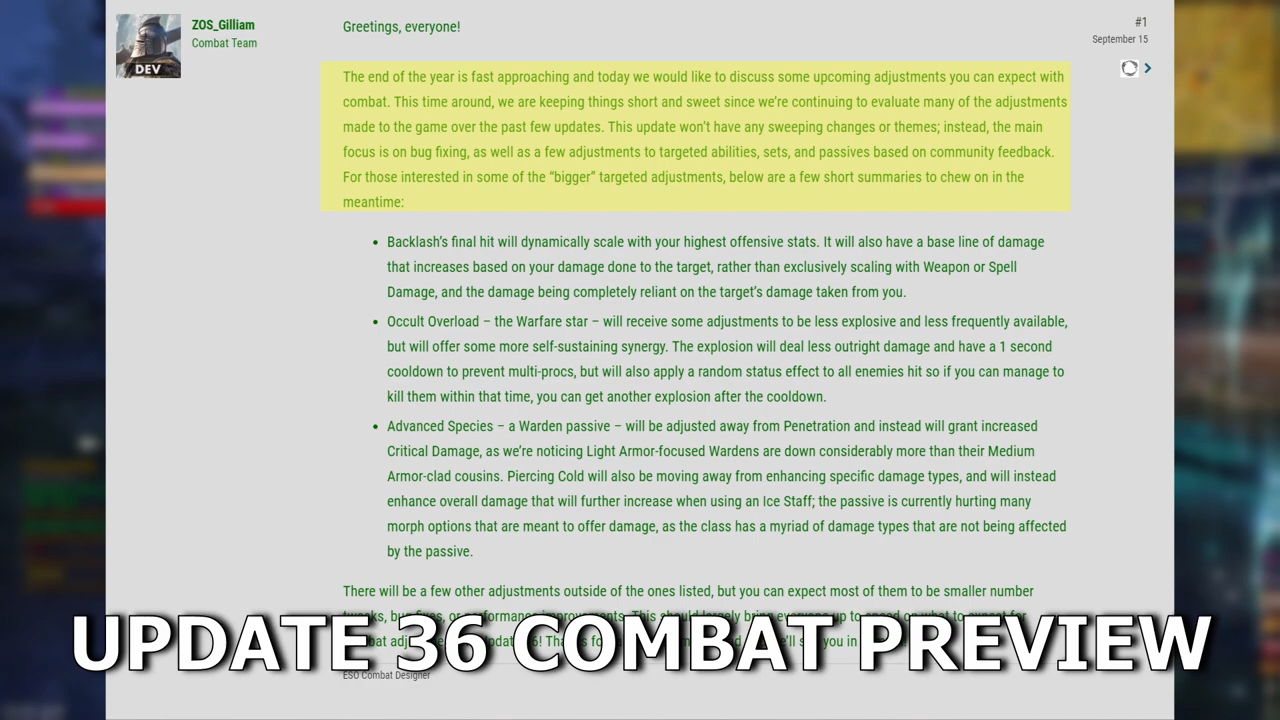 ZOS_Gilliam
Combat Team
DEV
#1
September 15
Greetings, everyone!
The end of the year is fast approaching and today we would like to discuss some upcoming adjustments you can expect with
combat. This time around, we are keeping things short and sweet since we're continuing to evaluate many of the adjustments
made to the game over the past few updates. This update won't have any sweeping changes or themes; instead, the main
focus is on bug fixing, as well as a few adjustments to targeted abilities, sets, and passives based on community feedback.
For those interested in some of the “bigger” targeted adjustments, below are a few short summaries to chew on in the
meantime:
• Backlash's final hit will dynamically scale with your highest offensive stats. It will also have a base line of damage
that increases based on your damage done to the target, rather than exclusively scaling with Weapon or Spell
Damage, and the damage being completely reliant on the target's damage taken from you.
• Occult Overload – the Warfare star – will receive some adjustments to be less explosive and less frequently available,
but will offer some more self-sustaining synergy. The explosion will deal less outright damage and have a 1 second
cooldown to prevent multi-procs, but will also apply a random status effect to all enemies hit so if you can manage to
kill them within that time, you can get another explosion after the cooldown.
• Advanced Species – a Warden passive – will be adjusted away from Penetration and instead will grant increased
Critical Damage, as we're noticing Light Armor-focused Wardens are down considerably more than their Medium
Armor-clad cousins. Piercing Cold will also be moving away from enhancing specific damage types, and will instead
enhance overall damage that will further increase when using an Ice Staff; the passive is currently hurting many
morph options that are meant to offer damage, as the class has a myriad of damage types that are not being affected
by the passive.
There will be a few other adjustments outside of the ones listed, but you can expect most of them to be smaller number
UPDATE 36 COMBAT PREVIEW
ESO Combat Designer